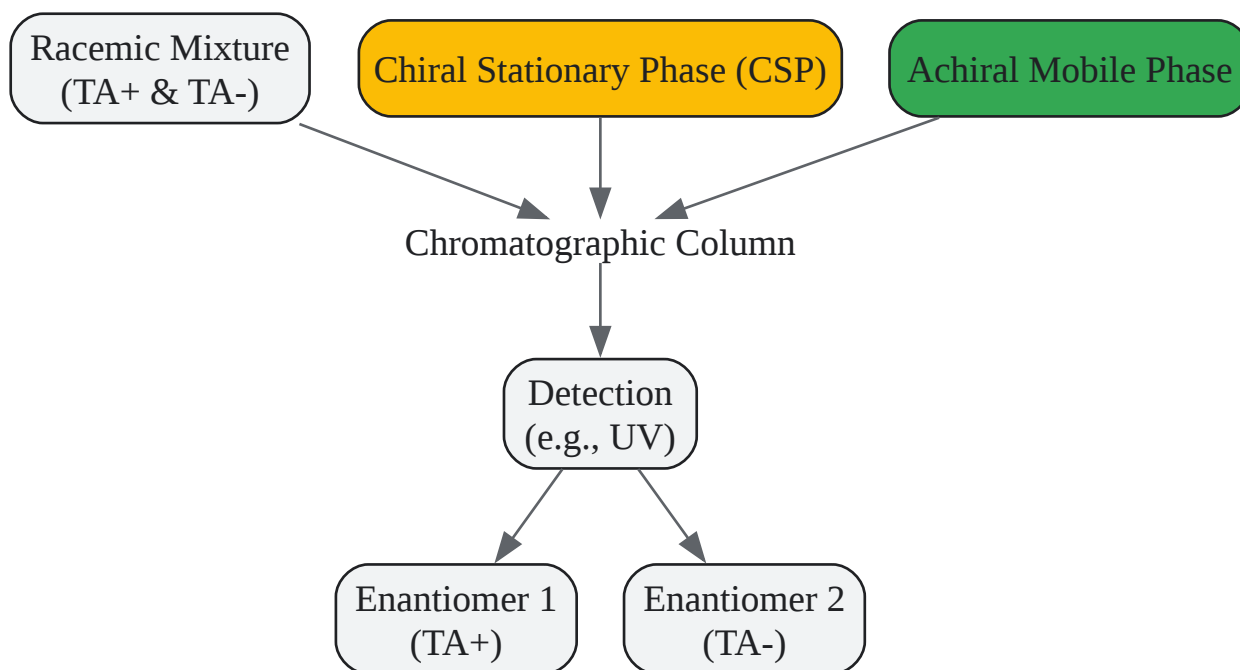 Racemic Mixture
(TA+ & TA-)
Chiral Stationary Phase (CSP)
Achiral Mobile Phase
Chromatographic Column
Detection
(e.g., UV)
Enantiomer 1
(TA+)
Enantiomer 2
(TA-)